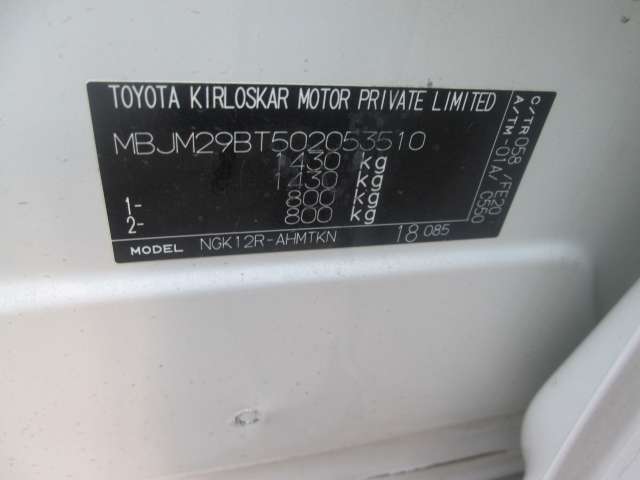 TOYOTA KIRLOSKAR MOTOR PRIVATE LIMITED
MBJM29BT502053510
1430 kg
1430 kg
1- 800 kg
2- 800 kg
MODEL NGK12R-AHMTKN 18 085
C/TR058 /FE20
A/TM -01A/ C550